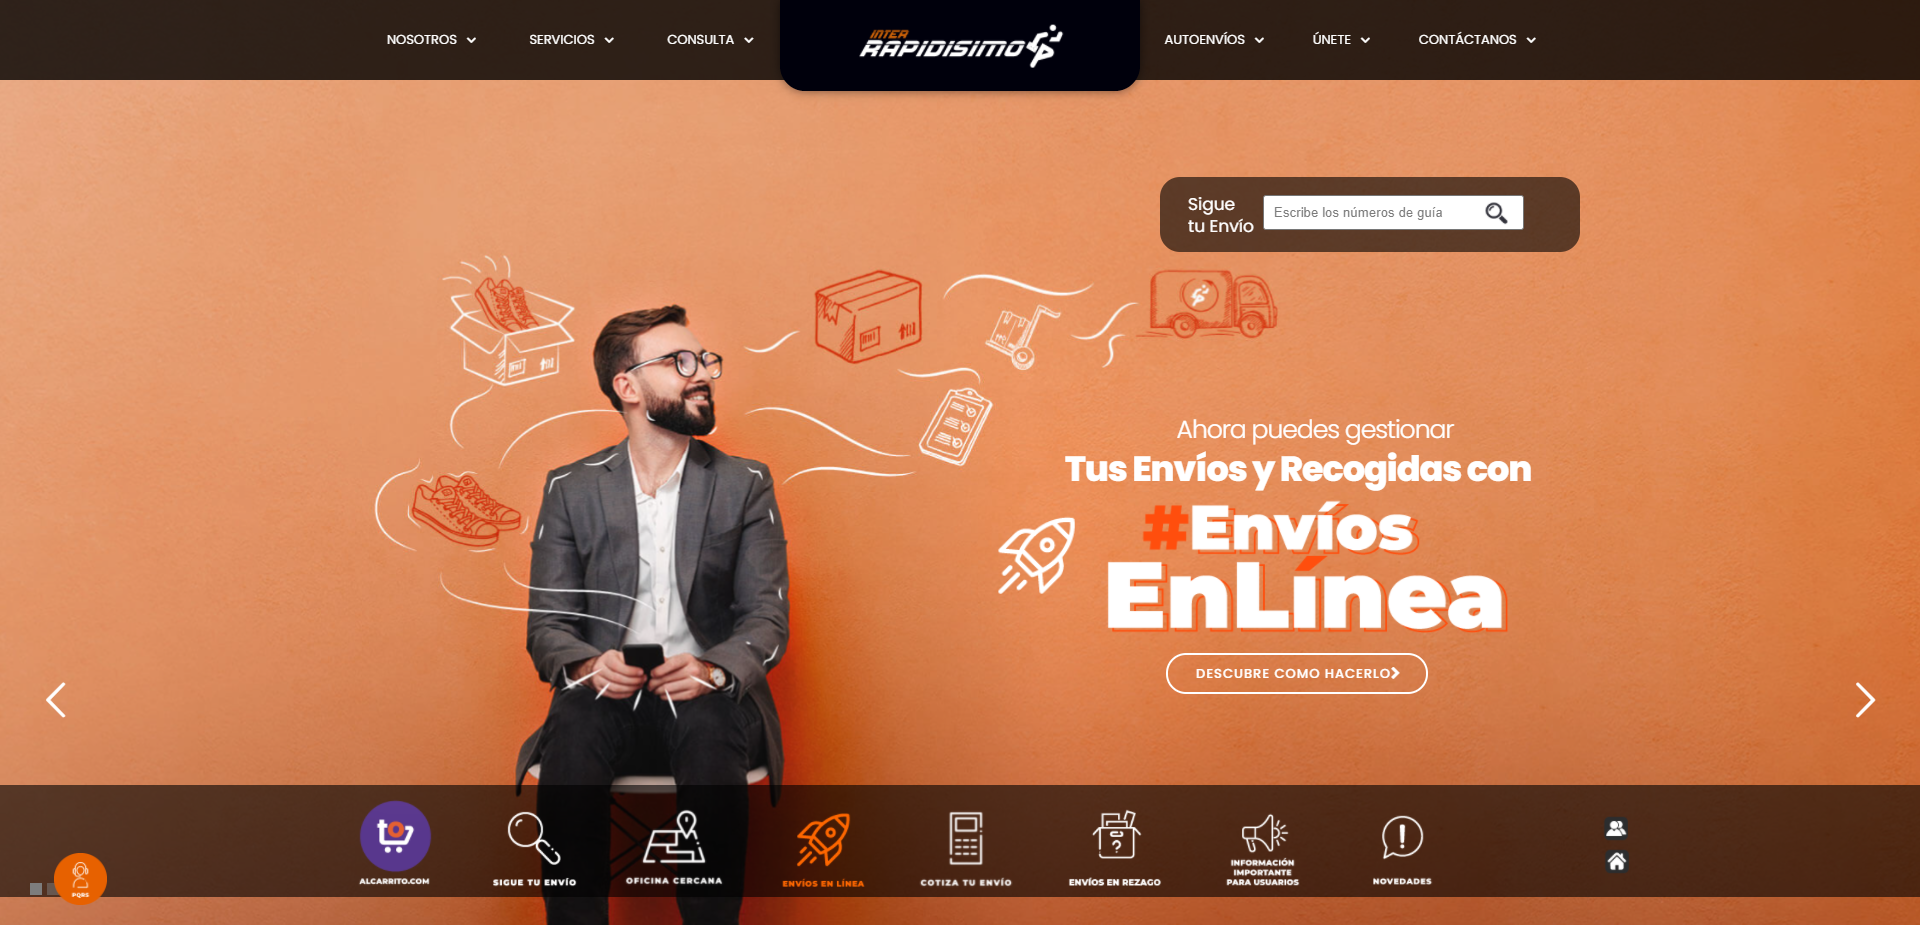 NOSOTROS
SERVICIOS
CONSULTA
INTER
RAPIDISIMO
AUTOENVÍOS
ÚNETE
CONTÁCTANOS
Sigue
tu Envío
Escribe los números de guía
Ahora puedes gestionar
Tus Envíos y Recogidas con
#Envíos
EnLínea
DESCUBRE COMO HACERLO
ALCARRITO.COM
SIGUE TU ENVÍO
OFICINA CERCANA
ENVÍOS EN LÍNEA
COTIZA TU ENVÍO
ENVÍOS EN REZAGO
INFORMACIÓN
IMPORTANTE
PARA USUARIOS
NOVEDADES
PQRS